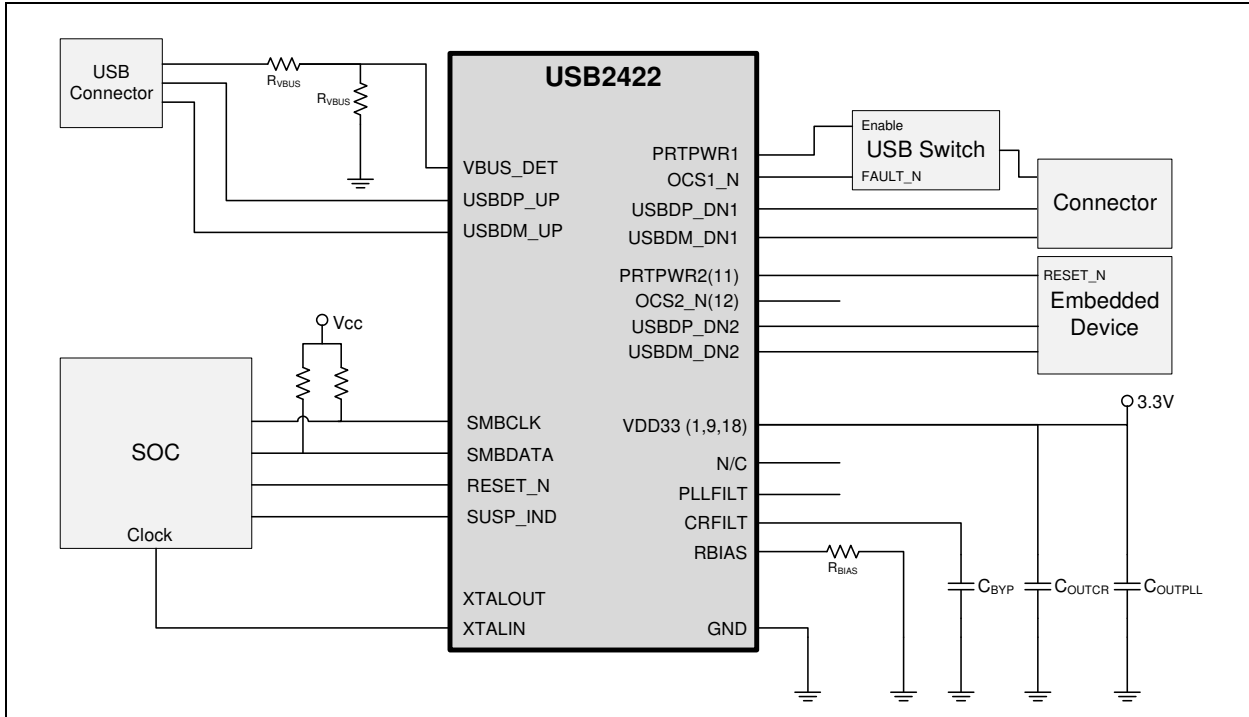 USB
Connector
RVBUS
RVBUS
USB2422
VBUS_DET
USBDP_UP
USBDM_UP
PRTPWR1
OCS1_N
USBDP_DN1
USBDM_DN1
PRTPWR2(11)
OCS2_N(12)
USBDP_DN2
USBDM_DN2
Enable
USB Switch
FAULT_N
Connector
RESET_N
Embedded
Device
Vcc
SOC
Clock
SMBCLK
SMBDATA
RESET_N
SUSP_IND
XTALOUT
XTALIN
VDD33 (1,9,18)
N/C
PLLFILT
CRFILT
RBIAS
GND
3.3V
RBIAS
CBYP
COUTCR
COUTPLL